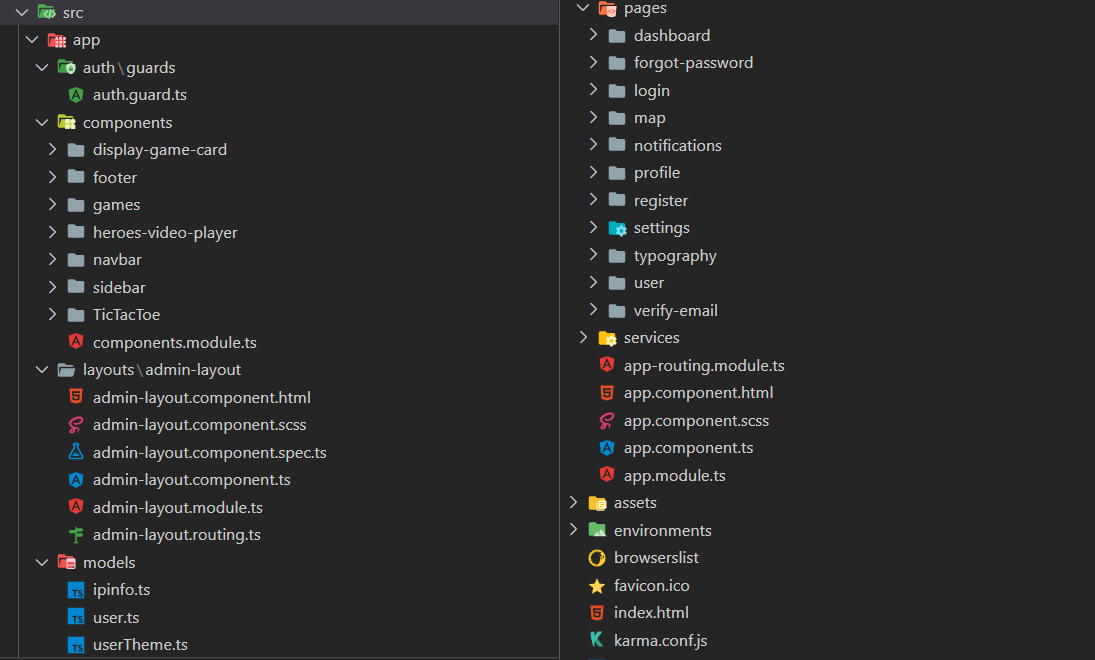 src
app
auth\guards
auth.guard.ts
components
display-game-card
footer
games
heroes-video-player
navbar
sidebar
TicTacToe
components.module.ts
layouts\admin-layout
admin-layout.component.html
admin-layout.component.scss
admin-layout.component.spec.ts
admin-layout.component.ts
admin-layout.module.ts
admin-layout.routing.ts
models
ipinfo.ts
user.ts
userTheme.ts
pages
dashboard
forgot-password
login
map
notifications
profile
register
settings
typography
user
verify-email
services
app-routing.module.ts
app.component.html
app.component.scss
app.component.ts
app.module.ts
assets
environments
browserslist
favicon.ico
index.html
karma.conf.js